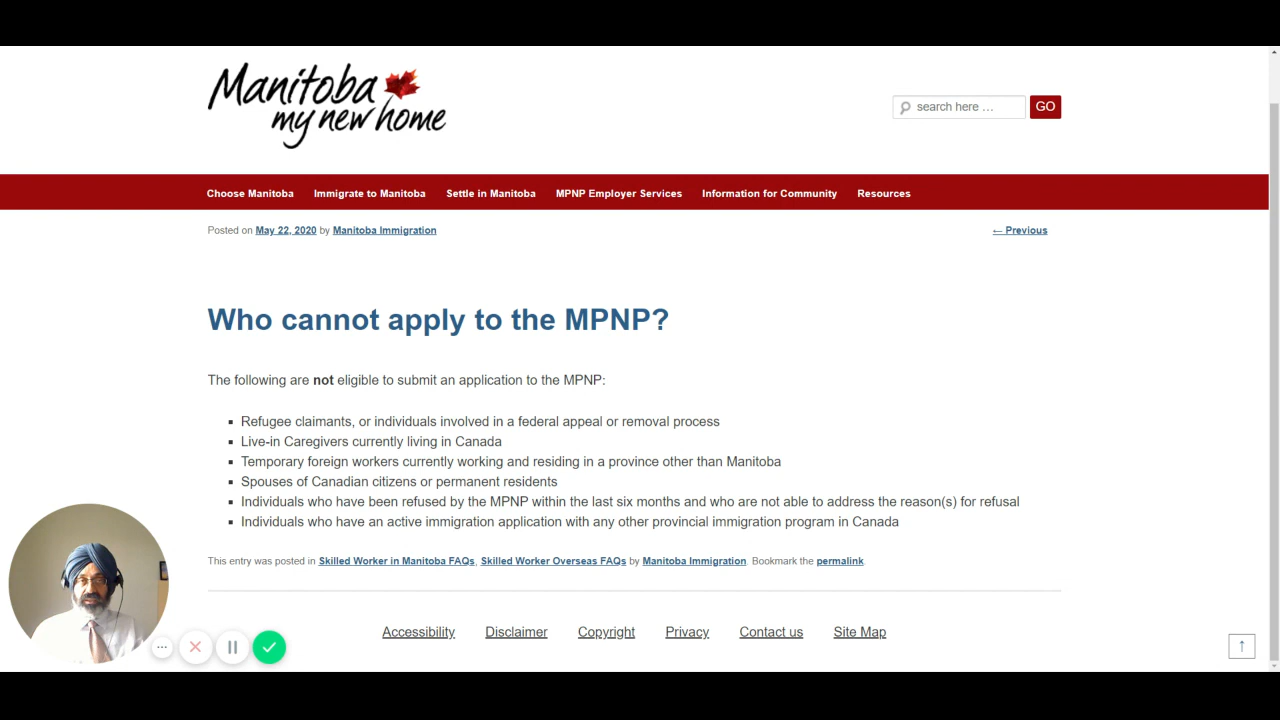 Manitoba
my new home
search here ...
GO
Choose Manitoba Immigrate to Manitoba Settle in Manitoba MPNP Employer Services Information for Community Resources
Posted on May 22, 2020 by Manitoba Immigration
← Previous
Who cannot apply to the MPNP?
The following are not eligible to submit an application to the MPNP:
Refugee claimants, or individuals involved in a federal appeal or removal process
Live-in Caregivers currently living in Canada
Temporary foreign workers currently working and residing in a province other than Manitoba
Spouses of Canadian citizens or permanent residents
Individuals who have been refused by the MPNP within the last six months and who are not able to address the reason(s) for refusal
Individuals who have an active immigration application with any other provincial immigration program in Canada
This entry was posted in Skilled Worker in Manitoba FAQs, Skilled Worker Overseas FAQs by Manitoba Immigration. Bookmark the permalink.
Accessibility Disclaimer Copyright Privacy Contact us Site Map